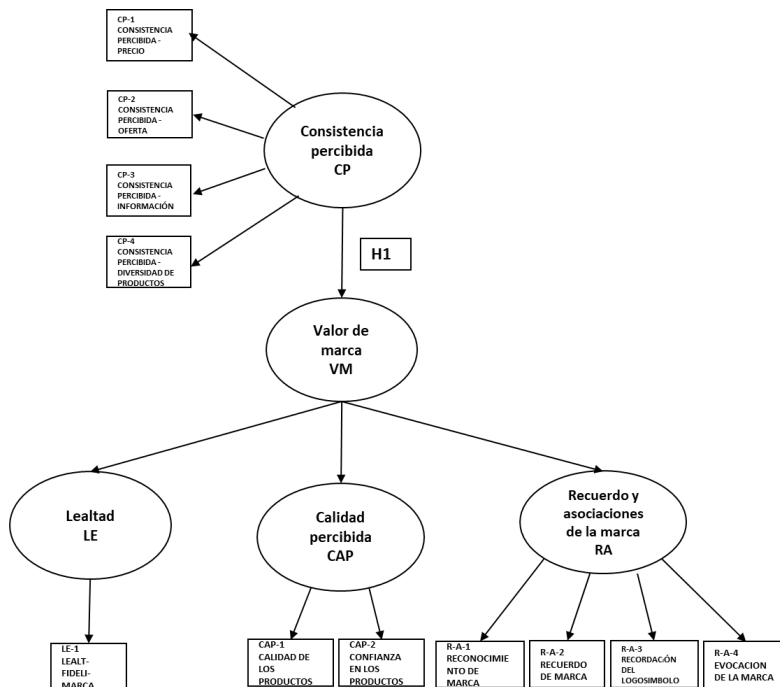 CP-1
CONSISTENCIA
PERCIBIDA -
PRECIO
CP-2
CONSISTENCIA
PERCIBIDA -
OFERTA
CP-3
CONSISTENCIA
PERCIBIDA -
INFORMACIÓN
CP-4
CONSISTENCIA
PERCIBIDA -
DIVERSIDAD DE
PRODUCTOS
Consistencia
percibida
CP
H1
Valor de
marca
VM
Lealtad
LE
Calidad
percibida
CAP
Recuerdo y
asociaciones
de la marca
RA
LE-1
LEALT-
FIDELI-
MARCA
CAP-1
CALIDAD DE
LOS
PRODUCTOS
CAP-2
CONFIANZA
EN LOS
PRODUCTOS
R-A-1
RECONOCIMIE
NTO DE
MARCA
R-A-2
RECUERDO
DE MARCA
R-A-3
RECORDACIÓN
DEL
LOGOSIMBOLO
R-A-4
EVOCACION
DE LA MARCA